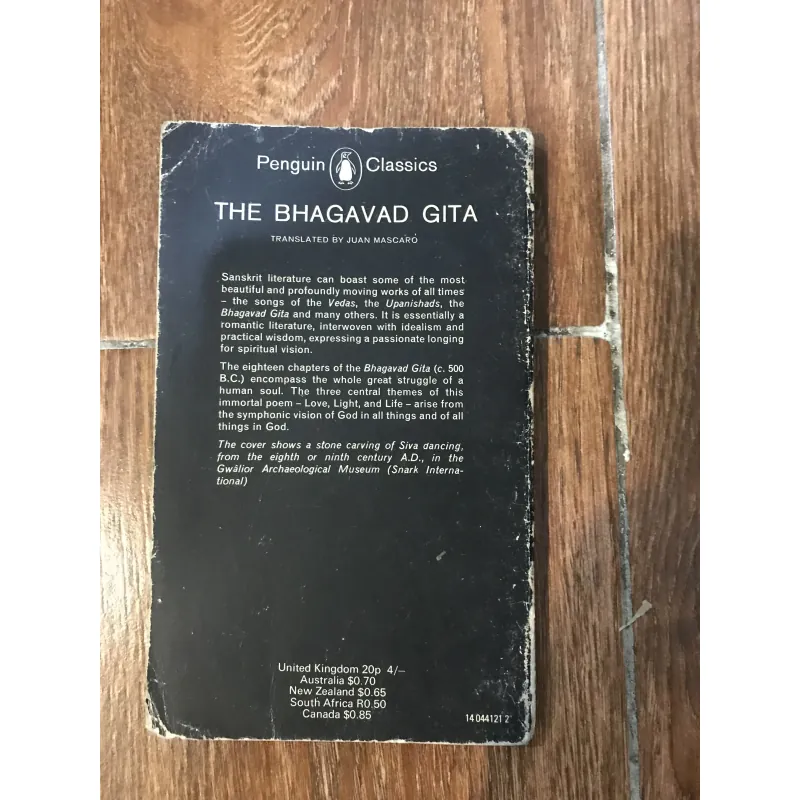 Penguin Classics
THE BHAGAVAD GITA
TRANSLATED BY JUAN MASCARÓ
Sanskrit literature can boast some of the most
beautiful and profoundly moving works of all times
– the songs of the Vedas, the Upanishads, the
Bhagavad Gita and many others. It is essentially a
romantic literature, interwoven with idealism and
practical wisdom, expressing a passionate longing
for spiritual vision.
The eighteen chapters of the Bhagavad Gita (c. 500
B.C.) encompass the whole great struggle of a
human soul. The three central themes of this
immortal poem – Love, Light, and Life – arise from
the symphonic vision of God in all things and of all
things in God.
The cover shows a stone carving of Siva dancing,
from the eighth or ninth century A.D., in the
Gwālior Archaeological Museum (Snark Interna-
tional)
United Kingdom 20p 4/–
Australia $0.70
New Zealand $0.65
South Africa R0.50
Canada $0.85
14 044121 2